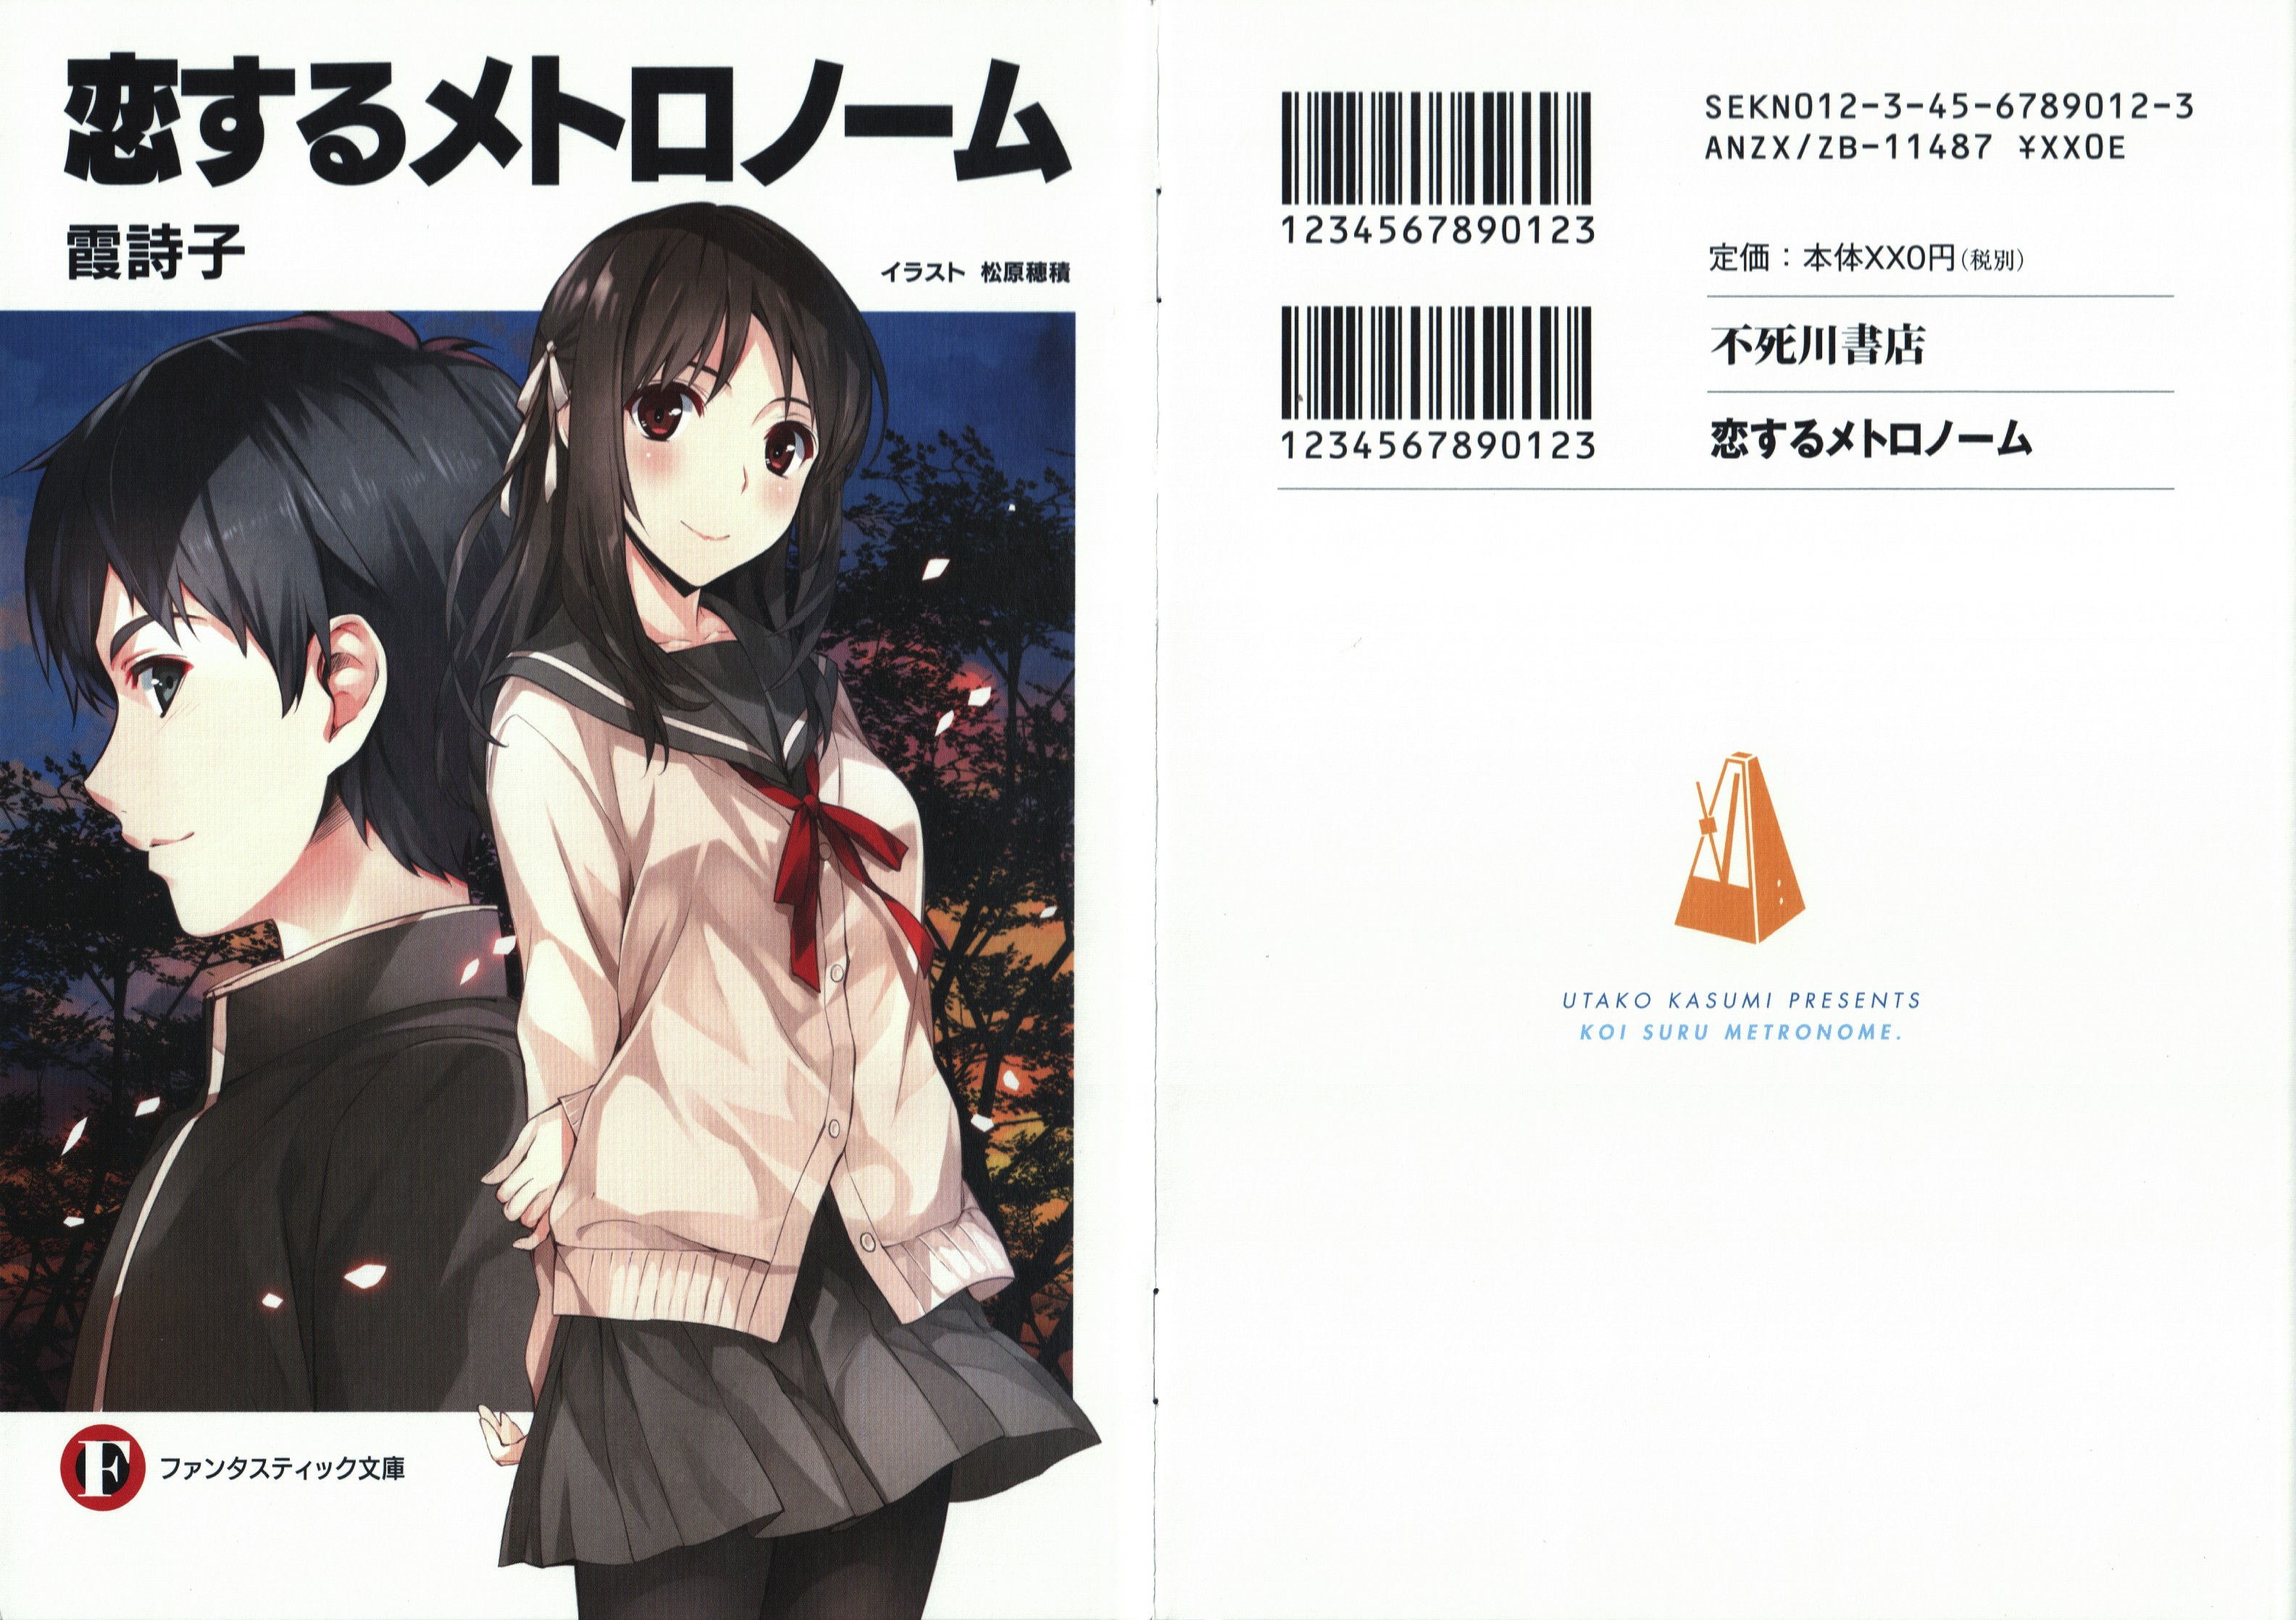 恋するメトロノーム
霞詩子
イラスト 松原穂積
F ファンタスティック文庫
1234567890123
1234567890123
SEKN012-3-45-6789012-3
ANZX/ZB-11487 ¥XX0E
定価：本体XX0円(税別)
不死川書店
恋するメトロノーム
UTAKO KASUMI PRESENTS
KOI SURU METRONOME.